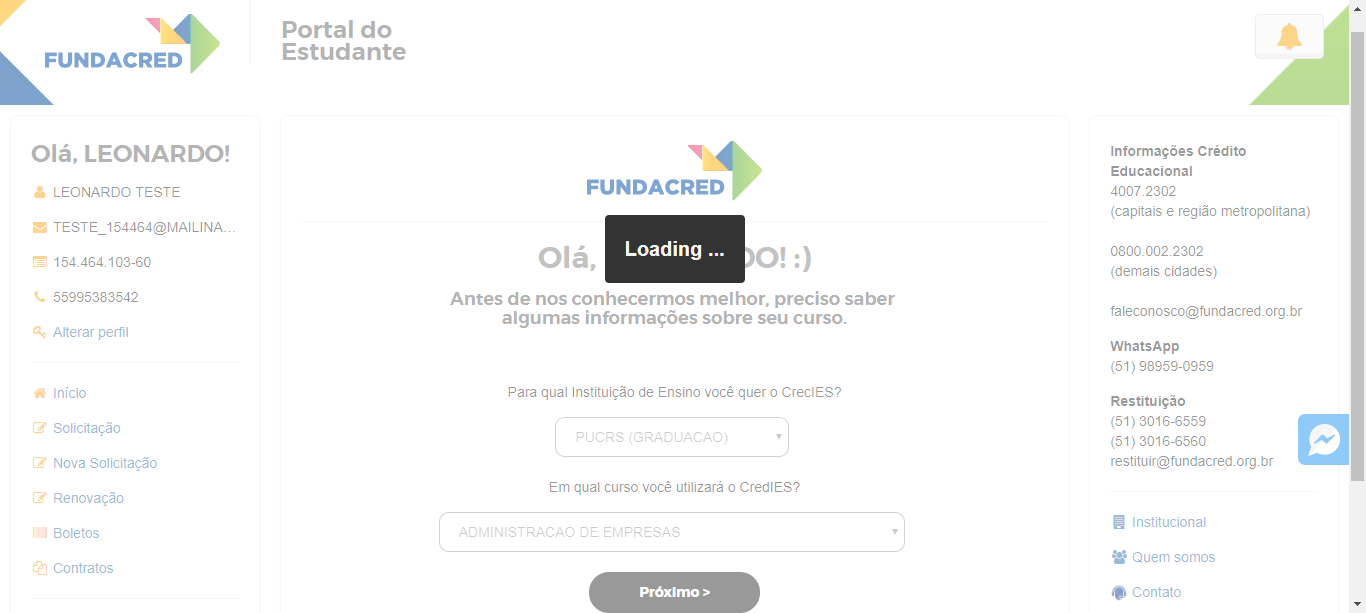 FUNDACRED
Portal do
Estudante
Olá, LEONARDO!
LEONARDO TESTE
TESTE_154464@MAILINA...
154.464.103-60
55995383542
Alterar perfil
Início
Solicitação
Nova Solicitação
Renovação
Boletos
Contratos
FUNDACRED
Loading ...
Olá, DO! :)
Antes de nos conhecermos melhor, preciso saber
algumas informações sobre seu curso.
Para qual Instituição de Ensino você quer o CrecIES?
PUCRS (GRADUACAO)
Em qual curso você utilizará o CredIES?
ADMINISTRACAO DE EMPRESAS
Próximo >
Informações Crédito
Educacional
4007.2302
(capitais e região metropolitana)
0800.002.2302
(demais cidades)
faleconosco@fundacred.org.br
WhatsApp
(51) 98959-0959
Restituição
(51) 3016-6559
(51) 3016-6560
restituir@fundacred.org.br
Institucional
Quem somos
Contato